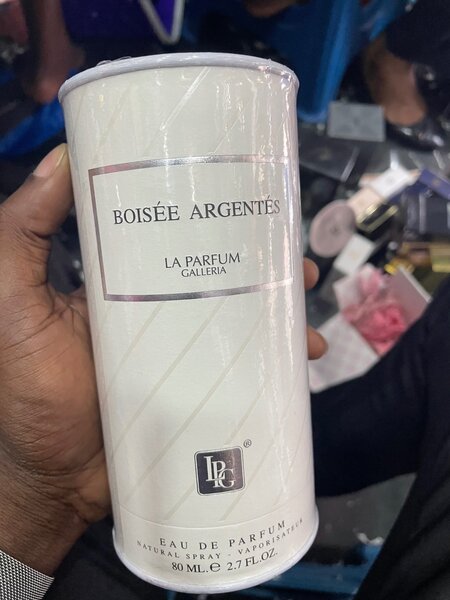 BOISÉE ARGENTÉS
LA PARFUM
GALLERIA
LPG ®
EAU DE PARFUM
NATURAL SPRAY - VAPORISATEUR
80 ML. e 2.7 FL.OZ.